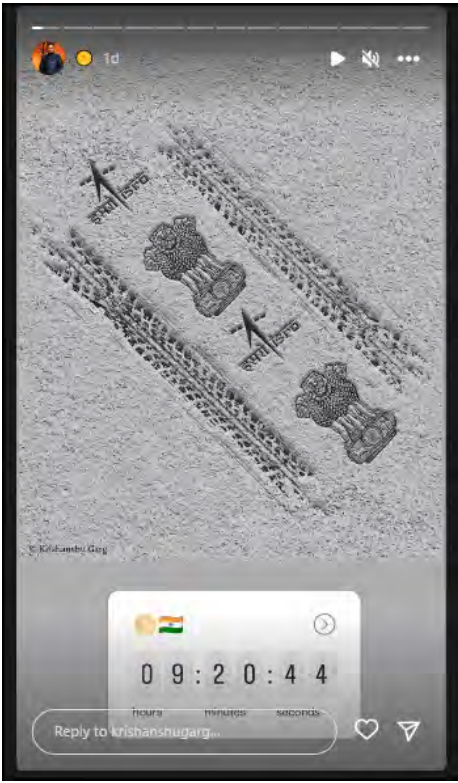 1d
इसरो isro
इसरो isro
© Krishanshu Garg
09:20:44
hours minutes seconds
Reply to krishanshugarg...